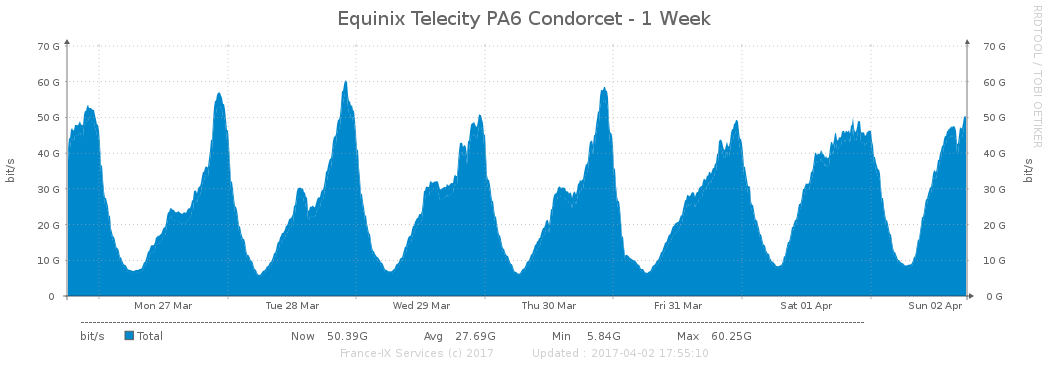 Equinix Telecity PA6 Condorcet - 1 Week
RRDTOOL / TOBI OETIKER
bit/s
70 G
60 G
50 G
40 G
30 G
20 G
10 G
0
70 G
60 G
50 G
40 G
30 G
20 G
10 G
0 G
bit/s
Mon 27 Mar Tue 28 Mar Wed 29 Mar Thu 30 Mar Fri 31 Mar Sat 01 Apr Sun 02 Apr
bit/s Total Now 50.39G Avg 27.69G Min 5.84G Max 60.25G
France-IX Services (c) 2017 Updated : 2017-04-02 17:55:10